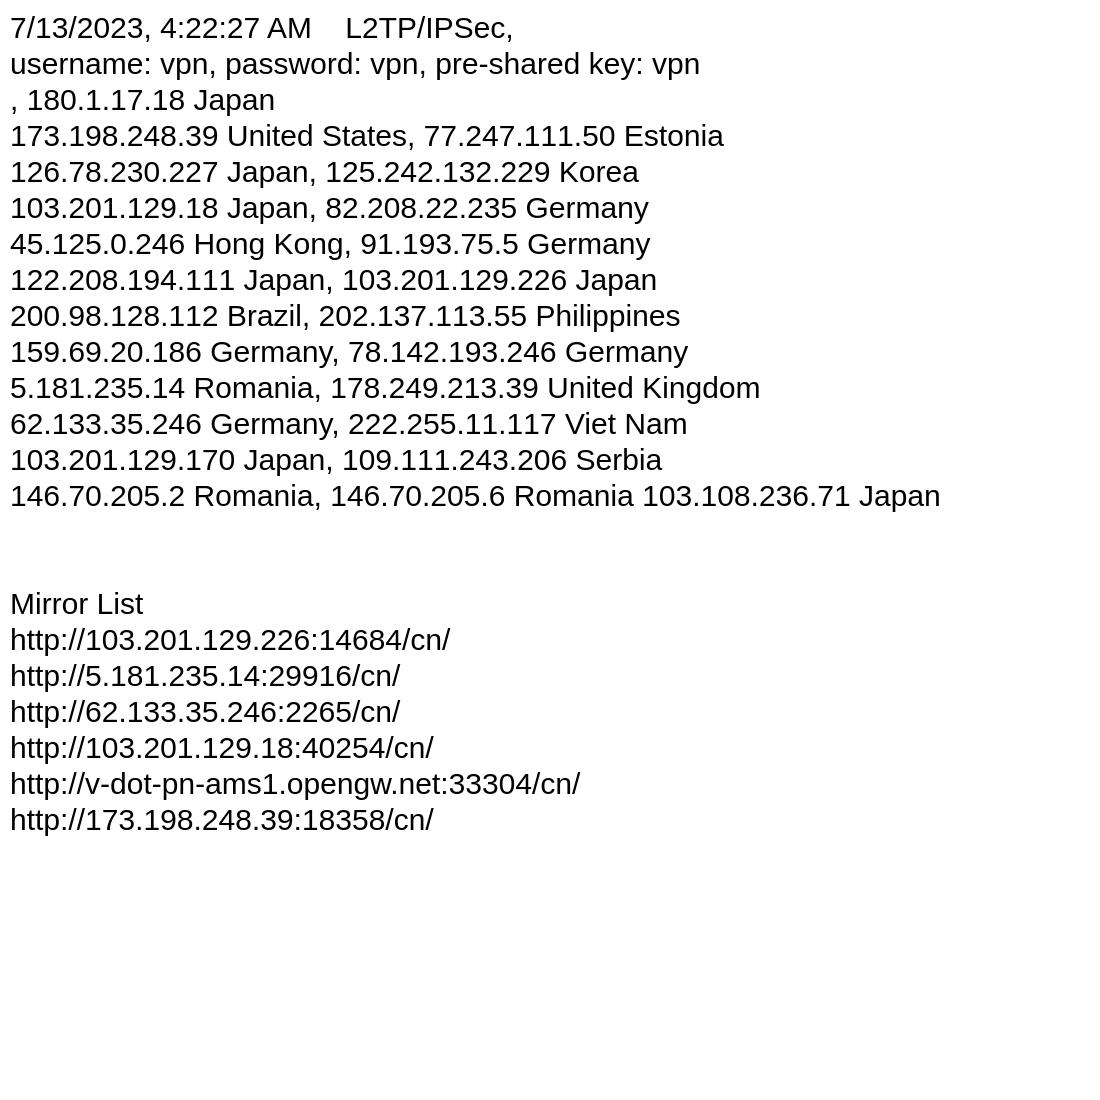 7/13/2023, 4:22:27 AM    L2TP/IPSec,
username: vpn, password: vpn, pre-shared key: vpn
, 180.1.17.18 Japan
173.198.248.39 United States, 77.247.111.50 Estonia
126.78.230.227 Japan, 125.242.132.229 Korea
103.201.129.18 Japan, 82.208.22.235 Germany
45.125.0.246 Hong Kong, 91.193.75.5 Germany
122.208.194.111 Japan, 103.201.129.226 Japan
200.98.128.112 Brazil, 202.137.113.55 Philippines
159.69.20.186 Germany, 78.142.193.246 Germany
5.181.235.14 Romania, 178.249.213.39 United Kingdom
62.133.35.246 Germany, 222.255.11.117 Viet Nam
103.201.129.170 Japan, 109.111.243.206 Serbia
146.70.205.2 Romania, 146.70.205.6 Romania 103.108.236.71 Japan
Mirror List
http://103.201.129.226:14684/cn/
http://5.181.235.14:29916/cn/
http://62.133.35.246:2265/cn/
http://103.201.129.18:40254/cn/
http://v-dot-pn-ams1.opengw.net:33304/cn/
http://173.198.248.39:18358/cn/